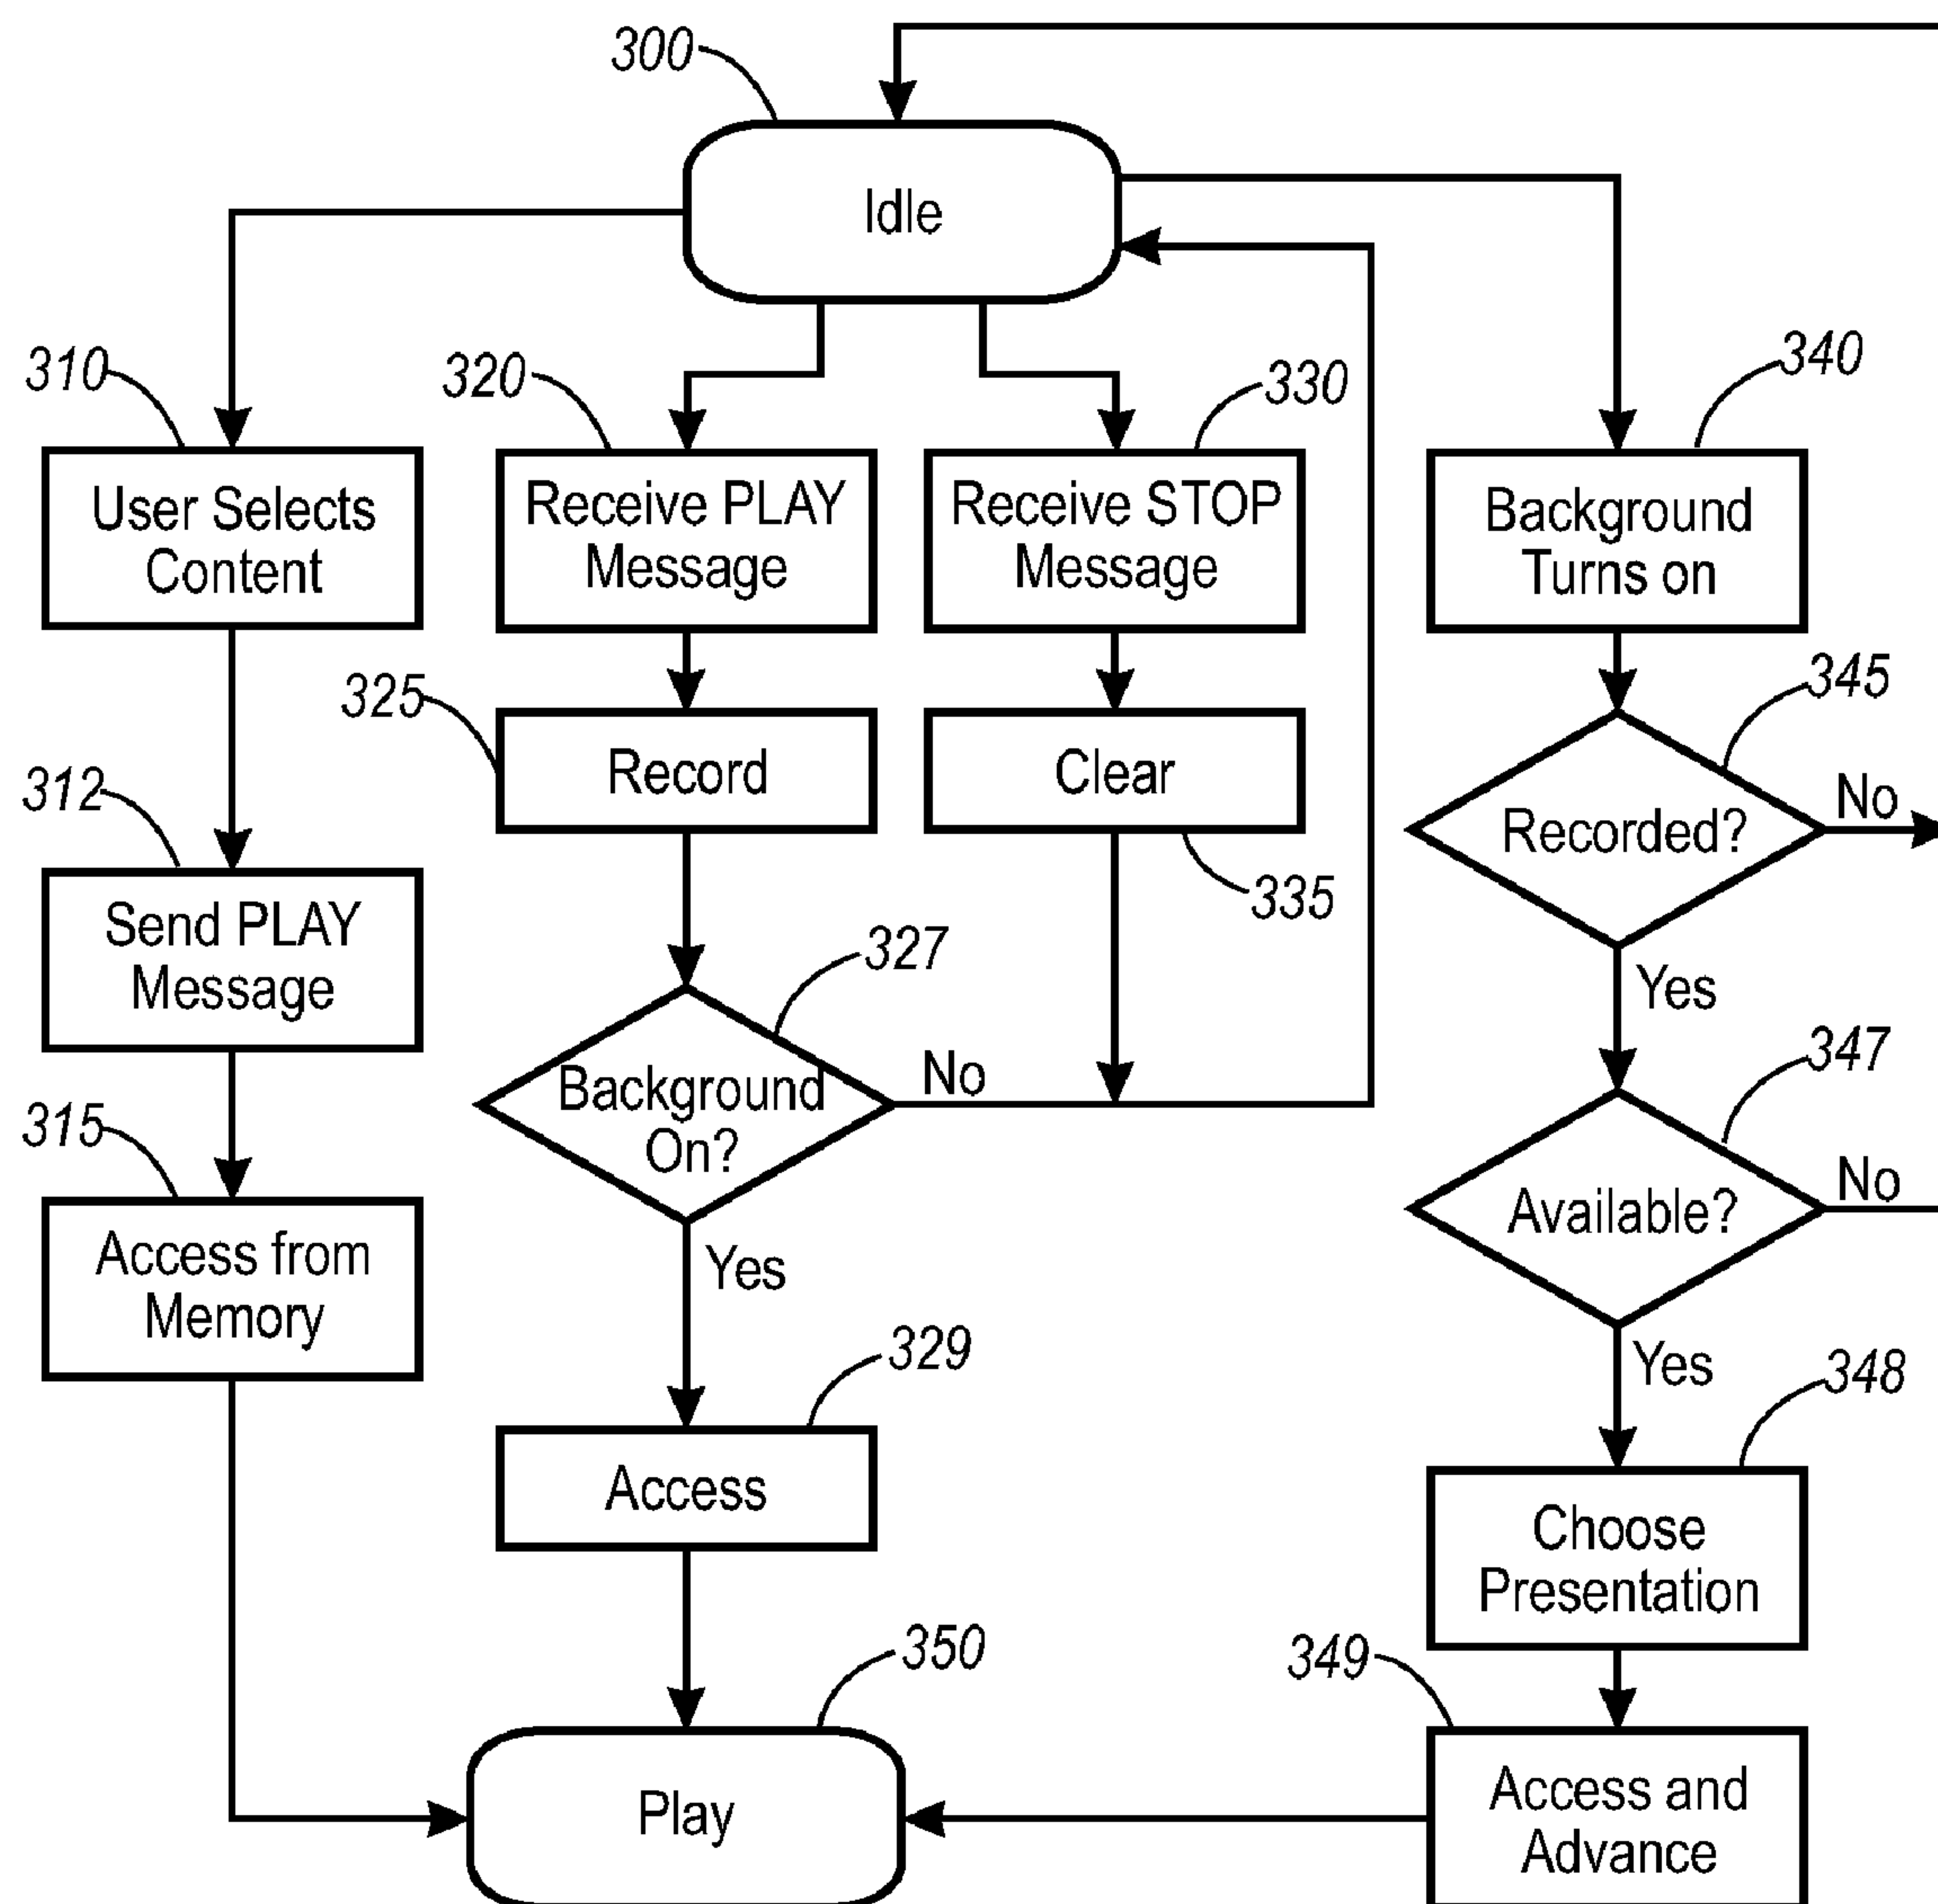 300
Idle
310
320
330
340
User Selects
Content
Receive PLAY
Message
Receive STOP
Message
Background
Turns on
325
Record
Clear
335
345
Recorded?
No
Yes
312
Send PLAY
Message
327
Background
On?
No
Yes
347
Available?
No
Yes
315
Access from
Memory
329
Access
348
Choose
Presentation
350
Play
349
Access and
Advance